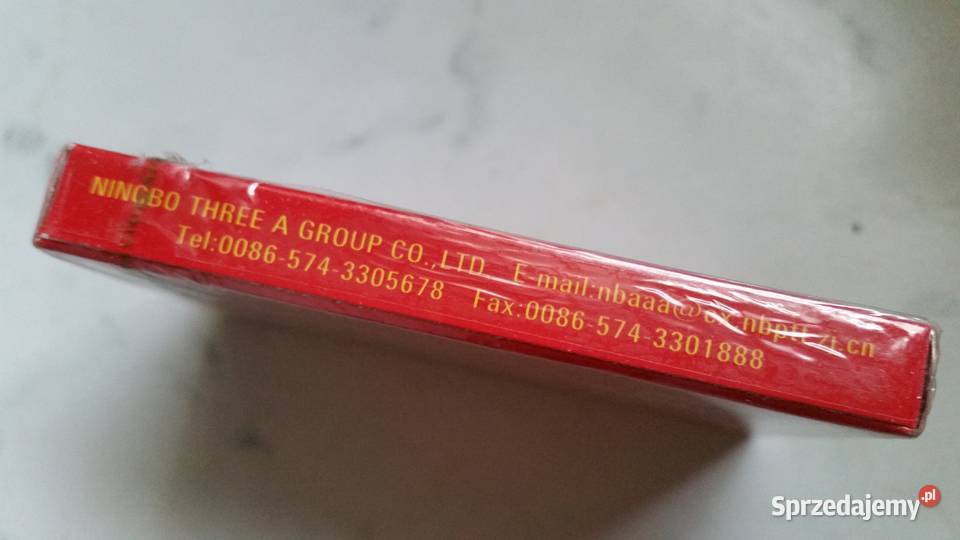 NINGBO THREE A GROUP CO.,LTD E-mail:nbaaa@
Tel:0086-574-3305678 Fax:0086-574-3301888
Sprzedajemy.pl